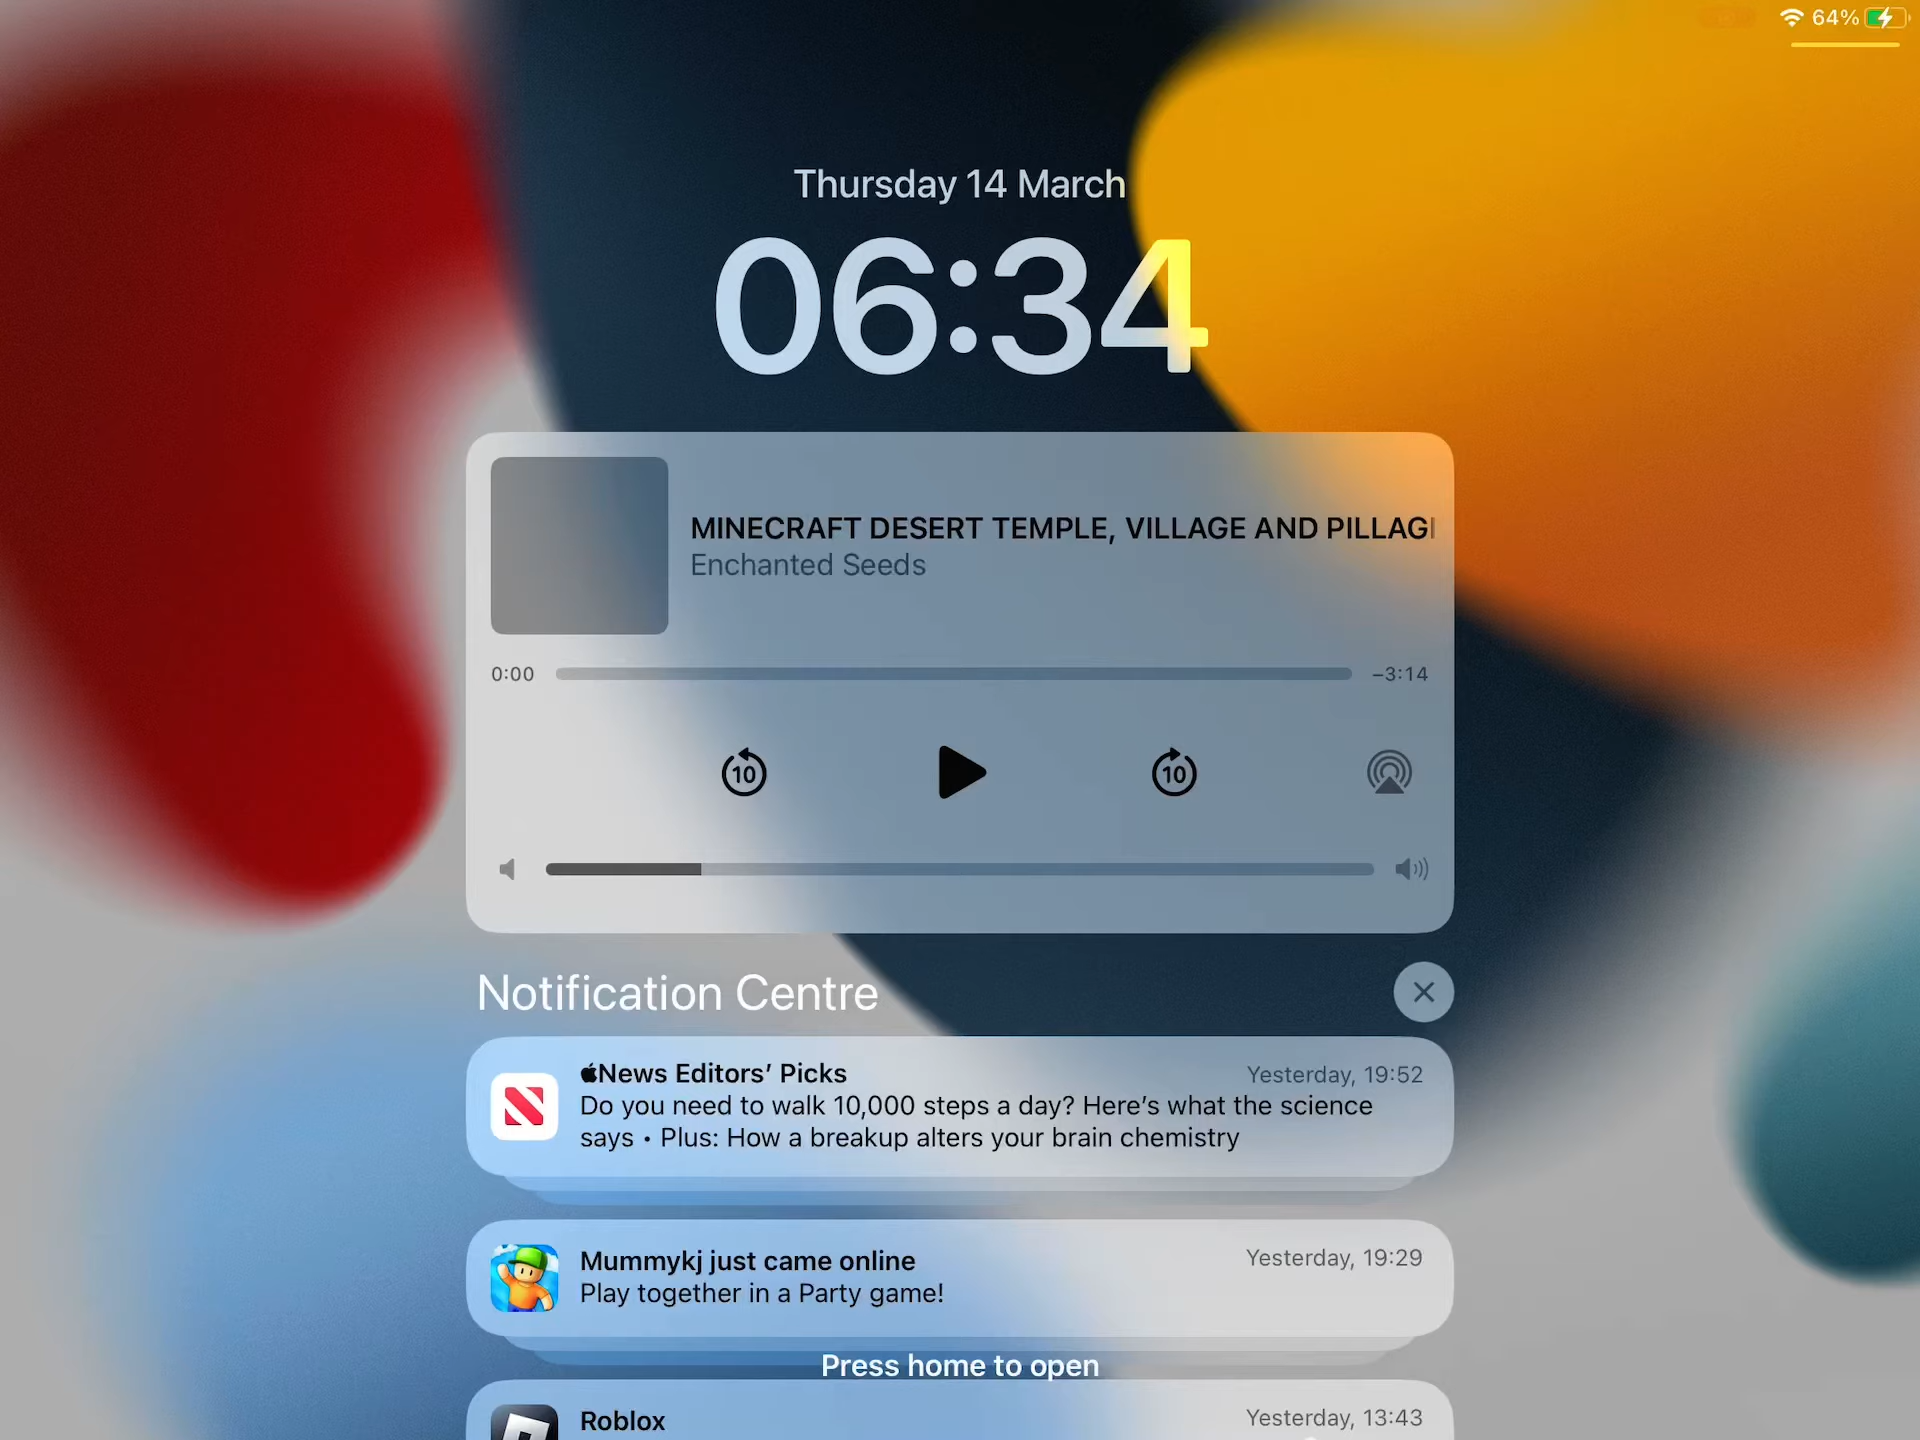 64%
Thursday 14 March
06:34
MINECRAFT DESERT TEMPLE, VILLAGE AND PILLAG
Enchanted Seeds
0:00
−3:14
10
10
Notification Centre
News Editors’ Picks
Yesterday, 19:52
Do you need to walk 10,000 steps a day? Here’s what the science
says • Plus: How a breakup alters your brain chemistry
Mummykj just came online
Yesterday, 19:29
Play together in a Party game!
Press home to open
Roblox
Yesterday, 13:43